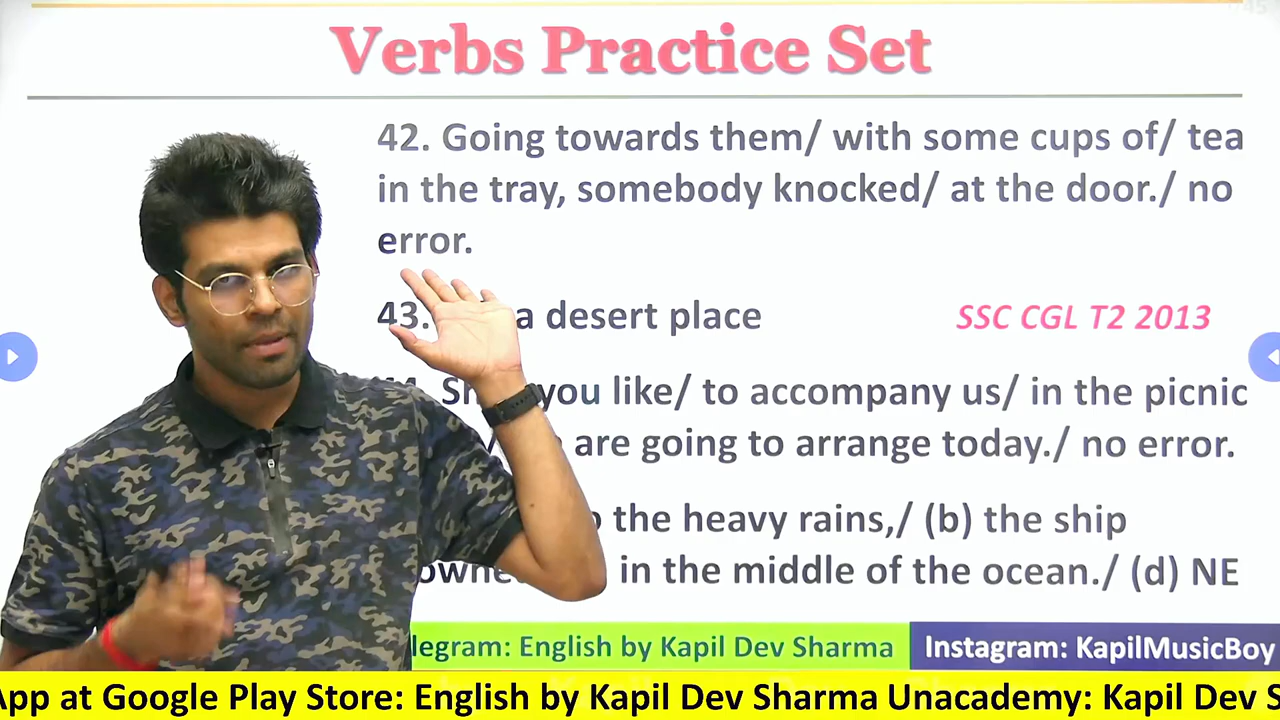 Verbs Practice Set
42. Going towards them/ with some cups of/ tea
in the tray, somebody knocked/ at the door./ no
error.
43. a desert place SSC CGL T2 2013
you like/ to accompany us/ in the picnic
are going to arrange today./ no error.
the heavy rains,/ (b) the ship
in the middle of the ocean./ (d) NE
legram: English by Kapil Dev Sharma Instagram: KapilMusicBoy
App at Google Play Store: English by Kapil Dev Sharma Unacademy: Kapil Dev S